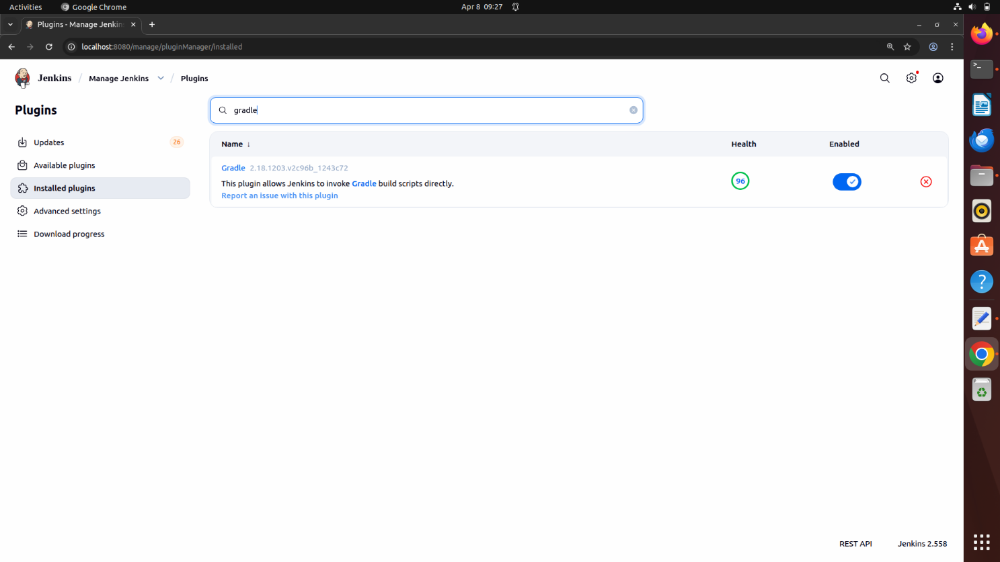 Activities
Google Chrome
Apr 8 09:27
Plugins - Manage Jenkin
localhost:8080/manage/pluginManager/installed
Jenkins / Manage Jenkins / Plugins
Plugins
gradle
Updates 26
Available plugins
Installed plugins
Advanced settings
Download progress
Name ↓ Health Enabled
Gradle 2.18.1203.v2c96b_1243c72
This plugin allows Jenkins to invoke Gradle build scripts directly.
Report an issue with this plugin
96
REST API
Jenkins 2.558